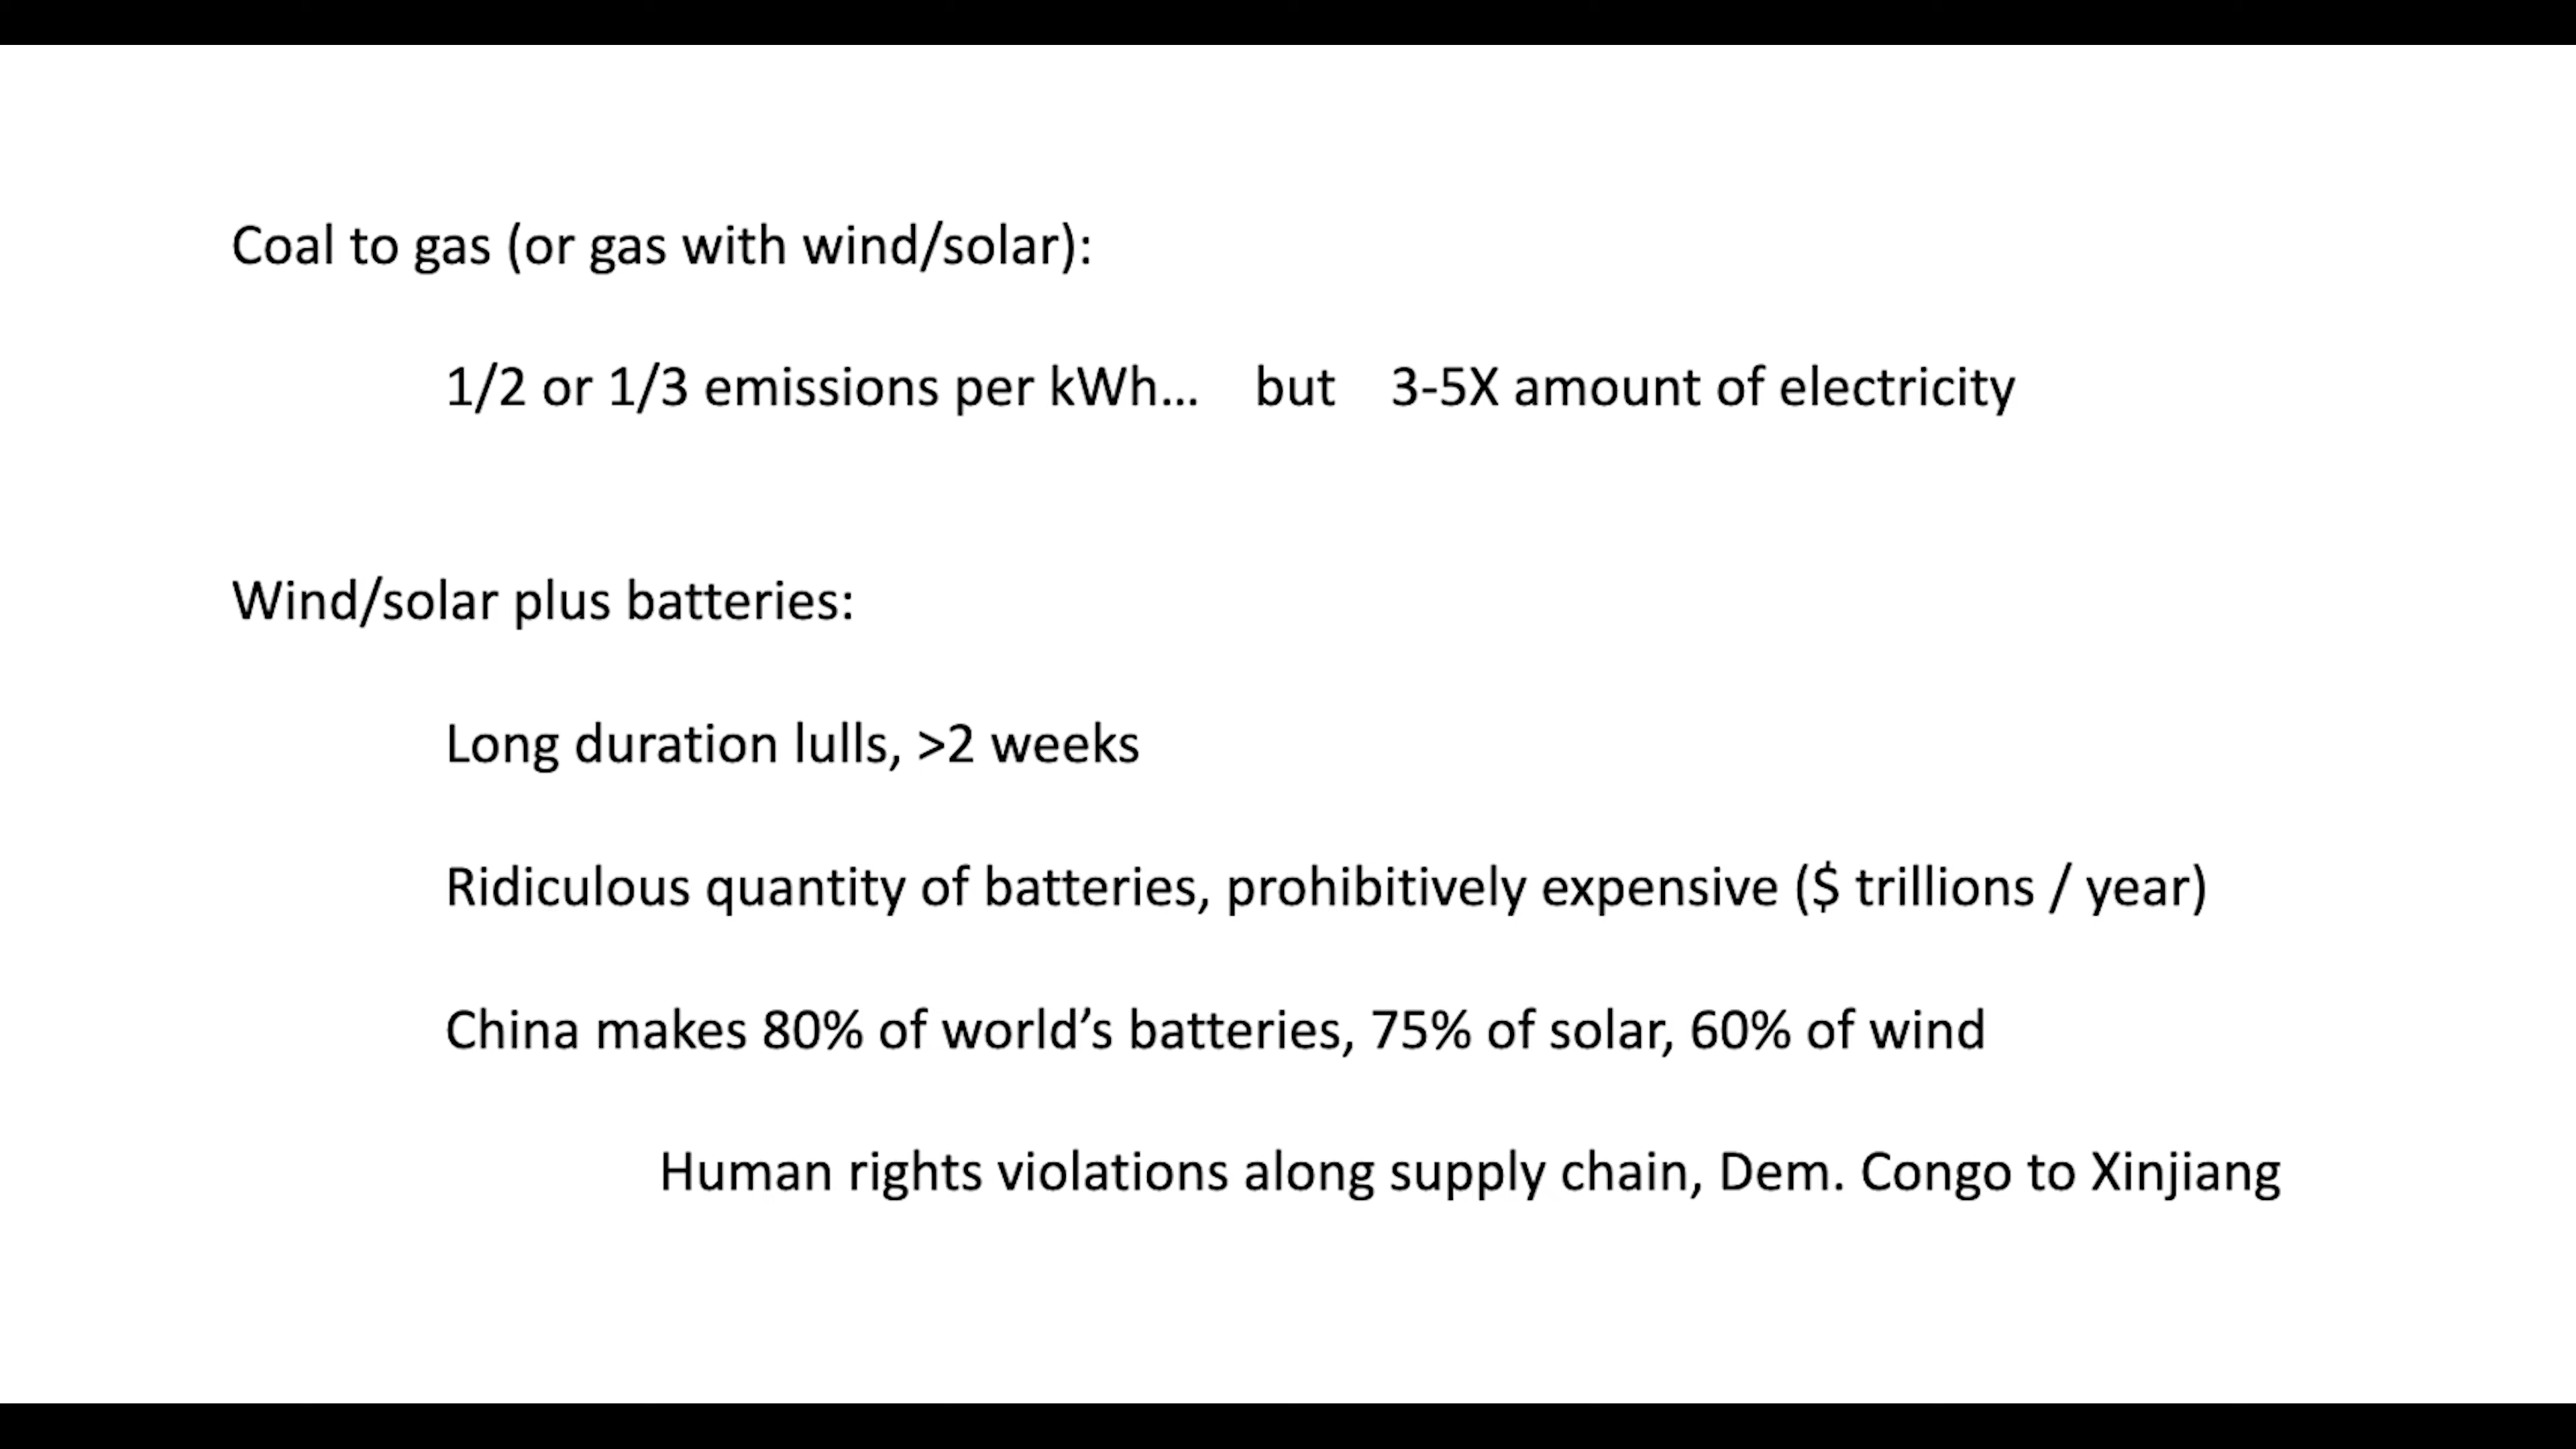 Coal to gas (or gas with wind/solar):
1/2 or 1/3 emissions per kWh... but 3-5X amount of electricity
Wind/solar plus batteries:
Long duration lulls, >2 weeks
Ridiculous quantity of batteries, prohibitively expensive ($ trillions / year)
China makes 80% of world’s batteries, 75% of solar, 60% of wind
Human rights violations along supply chain, Dem. Congo to Xinjiang